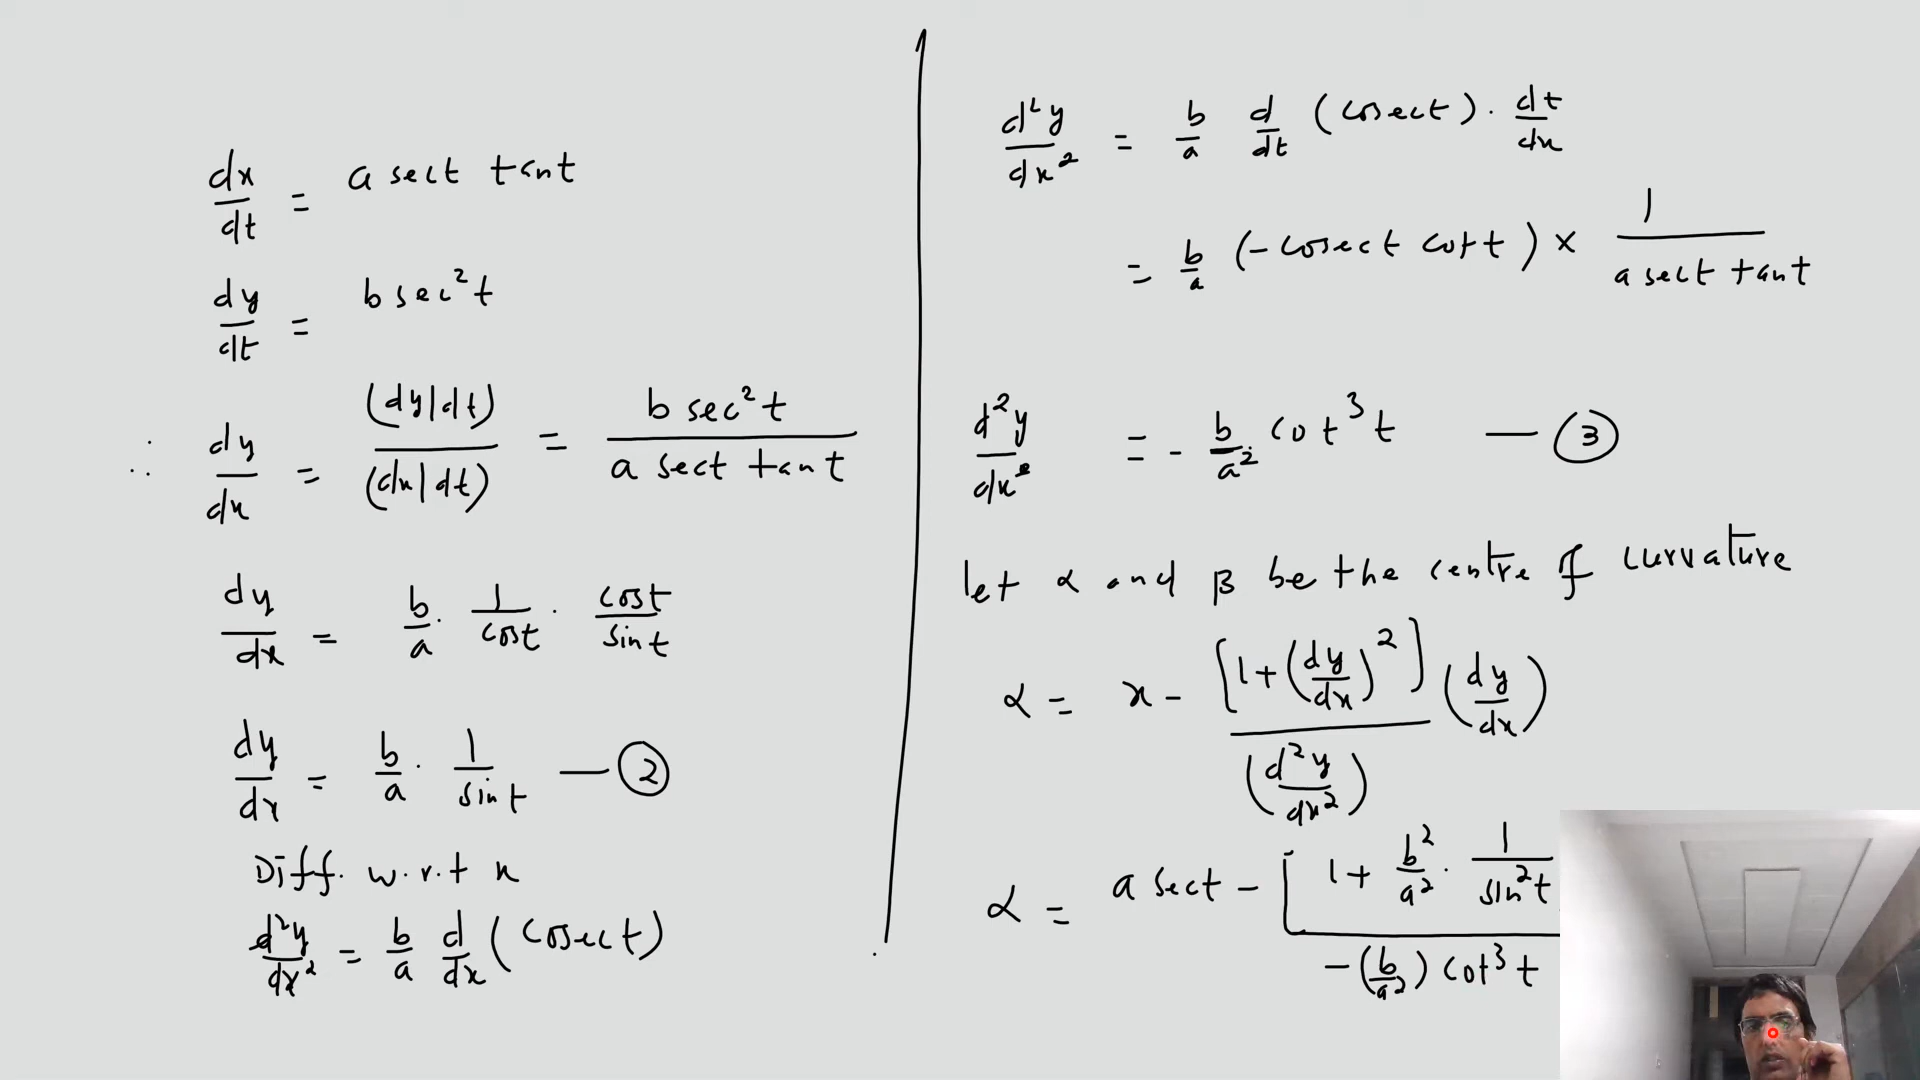 dx/dt = a sect tant
dy/dt = b sec²t
∴ dy/dx = (dy/dt)/(dx/dt) = b sec²t / a sect tant
dy/dx = b/a · 1/cost · cost/sint
dy/dx = b/a · 1/sint — ②
Diff. w.r.t x
d²y/dx² = b/a d/dx (cosect)
d²y/dx² = b/a d/dt (cosect) · dt/dx
= b/a (- cosect cott) × 1/a sect tant
d²y/dx² = - b/a² cot³t — ③
let α and β be the centre of curvature
α = x - [1+(dy/dx)²]/(d²y/dx²) (dy/dx)
α = a sect - [1 + b²/a² · 1/sin²t / -(b/a²) cot³t